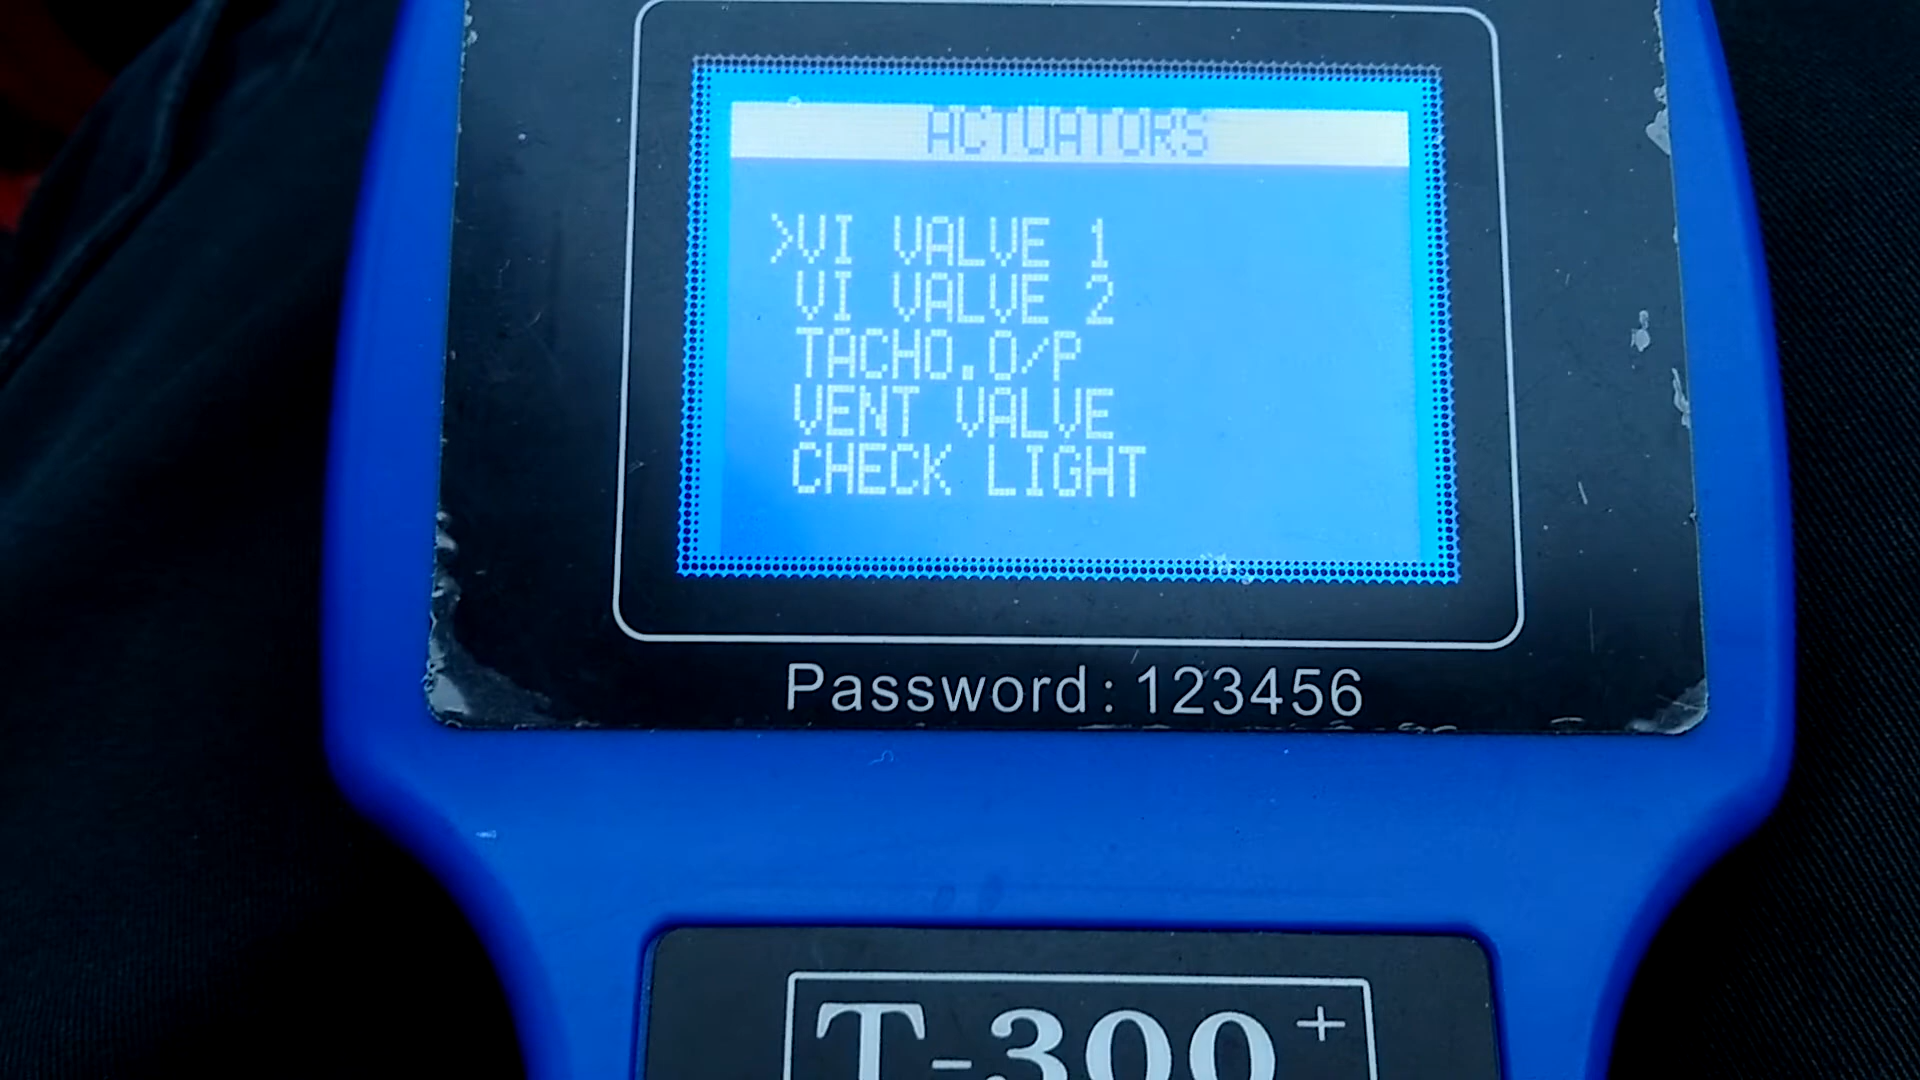 ACTUATORS
>VI VALVE 1
VI VALVE 2
TACHO.O/P
VENT VALVE
CHECK LIGHT
Password: 123456
T-300+